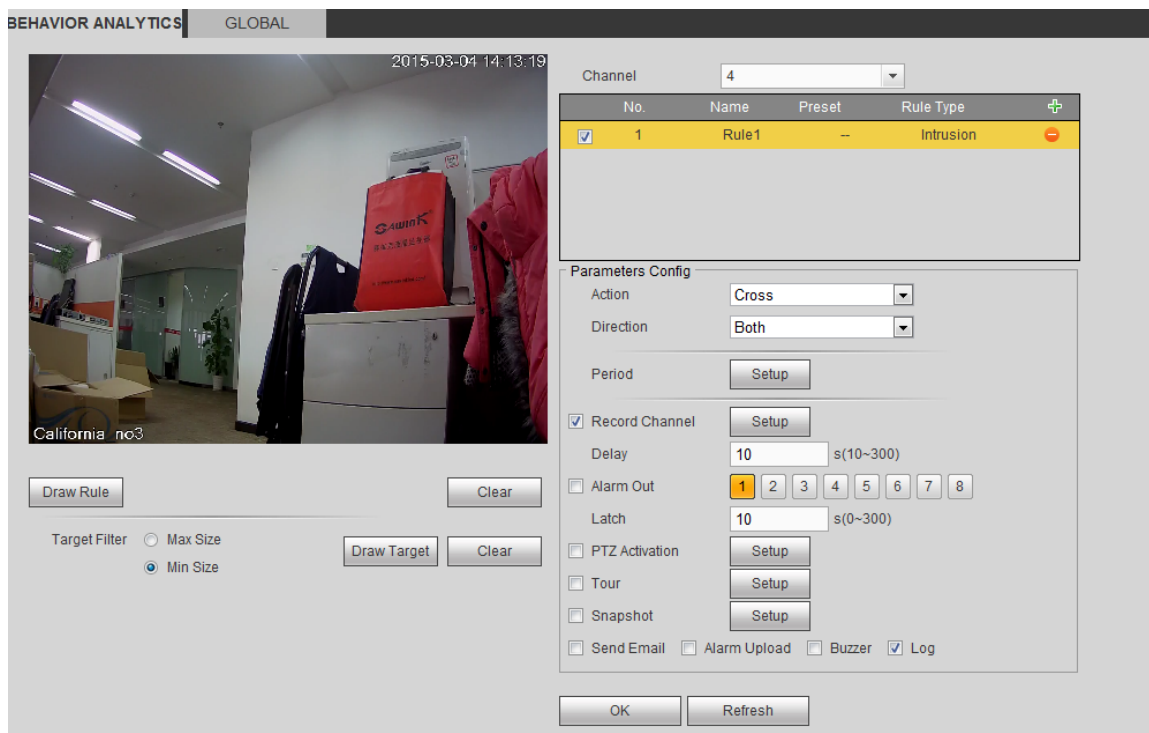 BEHAVIOR ANALYTICS
GLOBAL
2015-03-04 14:13:19
SAWINK
California no3
Draw Rule
Clear
Target Filter
Max Size
Min Size
Draw Target
Clear
Channel
4
No. Name Preset Rule Type
1 Rule1 -- Intrusion
Parameters Config
Action Cross
Direction Both
Period Setup
Record Channel Setup
Delay 10 s(10~300)
Alarm Out 1 2 3 4 5 6 7 8
Latch 10 s(0~300)
PTZ Activation Setup
Tour Setup
Snapshot Setup
Send Email Alarm Upload Buzzer Log
OK Refresh